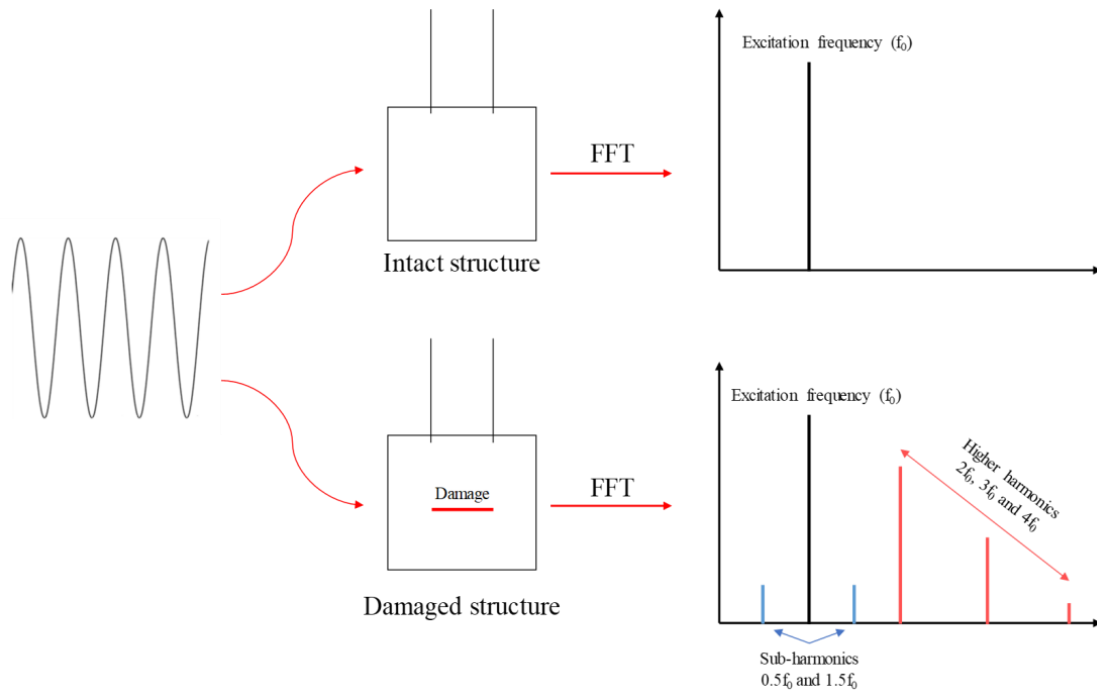 Excitation frequency (f₀)
FFT
Intact structure
Excitation frequency (f₀)
Higher harmonics
2f₀, 3f₀ and 4f₀
Damage
FFT
Damaged structure
Sub-harmonics
0.5f₀ and 1.5f₀